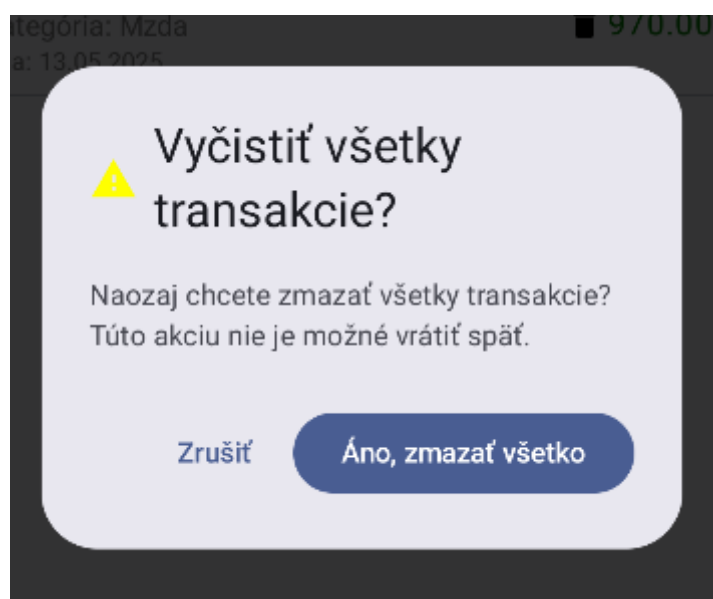 tegória: Mzda
970.00
a: 13.05.2025
Vyčistiť všetky
transakcie?
Naozaj chcete zmazať všetky transakcie?
Túto akciu nie je možné vrátiť späť.
Zrušiť
Áno, zmazať všetko